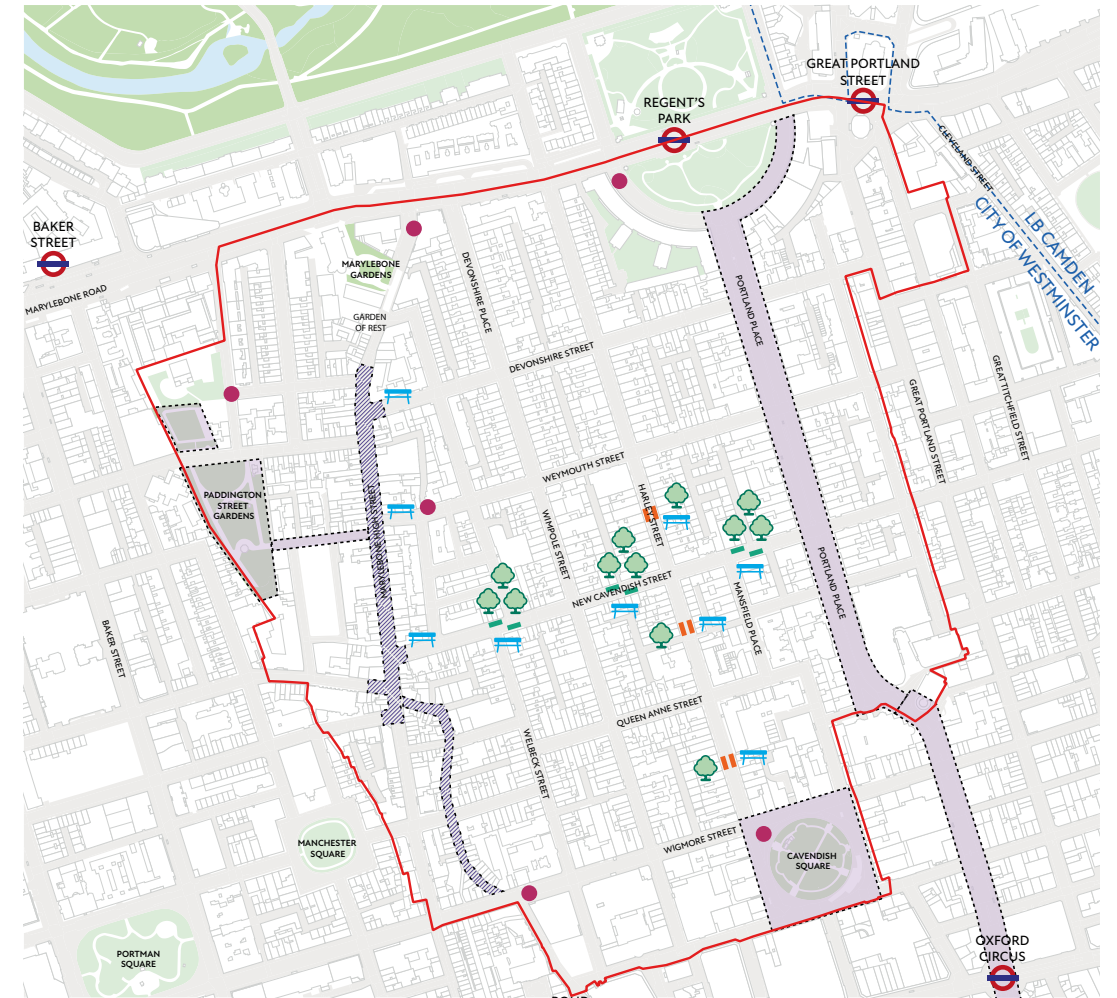 GREAT PORTLAND
STREET
REGENT'S
PARK
CLEVELAND STREET
LB CAMDEN
CITY OF WESTMINSTER
BAKER
STREET
MARYLEBONE
GARDENS
DEVONSHIRE PLACE
MARYLEBONE ROAD
PORTLAND PLACE
GARDEN
OF REST
DEVONSHIRE STREET
GREAT TITCHFIELD STREET
GREAT PORTLAND STREET
WEYMOUTH STREET
PADDINGTON
STREET
GARDENS
MARYLEBONE HIGH STREET
HARLEY STREET
WIMPOLE STREET
NEW CAVENDISH STREET
PORTLAND PLACE
MANSFIELD PLACE
BAKER STREET
QUEEN ANNE STREET
WELBECK STREET
WIGMORE STREET
MANCHESTER
SQUARE
CAVENDISH
SQUARE
PORTMAN
SQUARE
OXFORD
CIRCUS